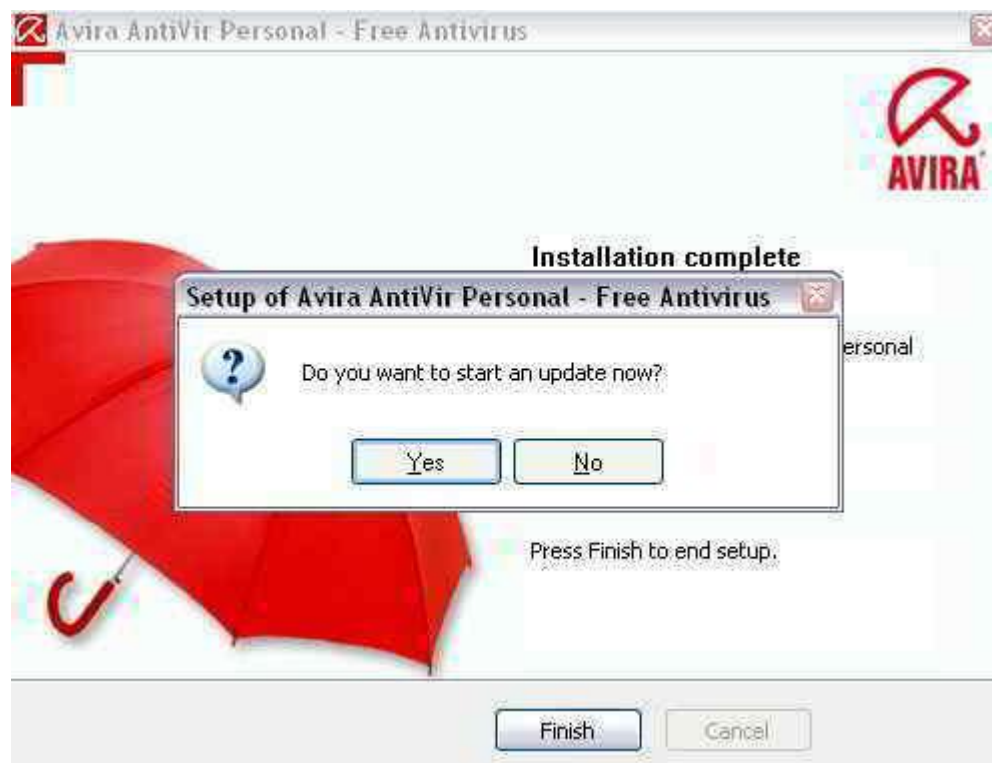 Avira AntiVir Personal - Free Antivirus
AVIRA
Installation complete
Setup of Avira AntiVir Personal - Free Antivirus
ersonal
Do you want to start an update now?
Yes
No
Press Finish to end setup.
Finish
Cancel